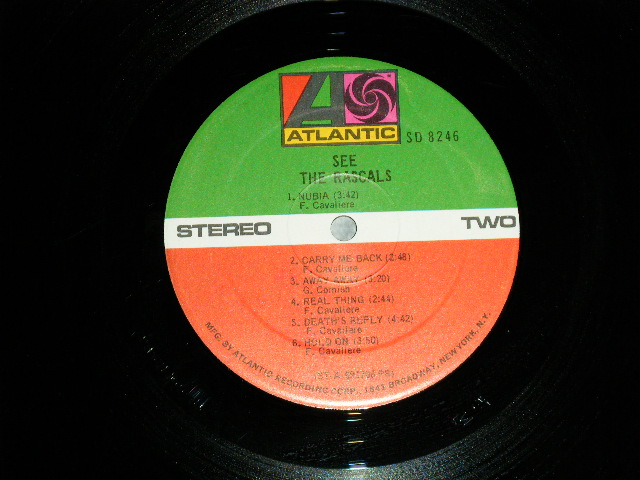 ATLANTIC
SD 8246
SEE
THE RASCALS
1. NUBIA (3:42)
F. Cavaliere
STEREO
TWO
2. CARRY ME BACK (2:48)
F. Cavaliere
3. AWAY AWAY (3:20)
G. Cornish
4. REAL THING (2:44)
F. Cavaliere
5. DEATH'S REPLY (4:42)
F. Cavaliere
6. HOLD ON (3:50)
F. Cavaliere
MFG. BY ATLANTIC RECORDING CORP., 1841 BROADWAY, NEW YORK, N.Y.